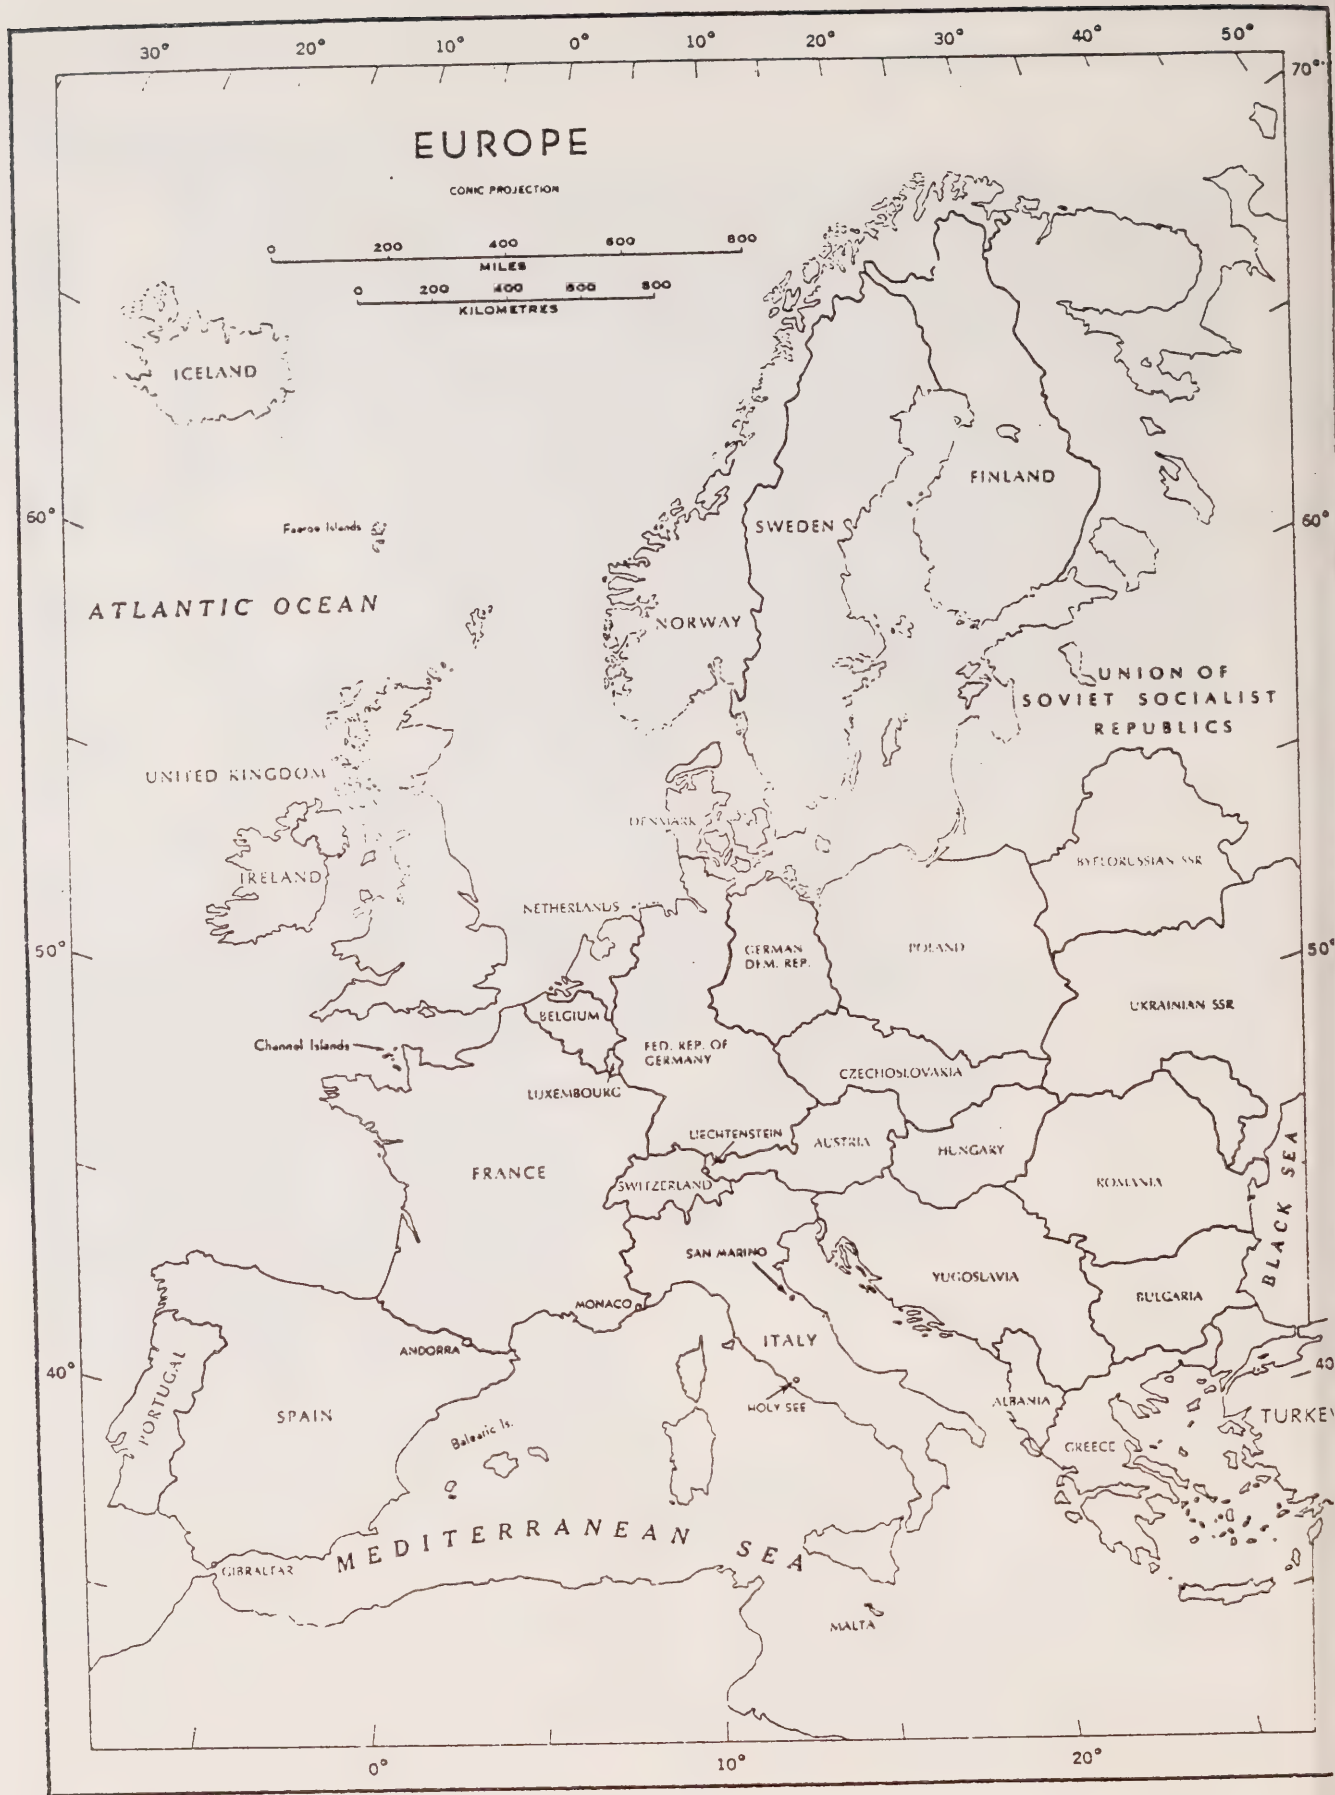 30° 20° 10° 0° 10° 20° 30° 40° 50°
70°
EUROPE
CONIC PROJECTION
0 200 400 600 800
MILES
0 200 400 600 800
KILOMETRES
ICELAND
FINLAND
60°
Faeroe Islands
SWEDEN
60°
ATLANTIC OCEAN
NORWAY
UNION OF
SOVIET SOCIALIST
REPUBLICS
UNITED KINGDOM
DENMARK
BYELORUSSIAN SSR
IRELAND
NETHERLANDS
50°
GERMAN
DEM. REP.
POLAND
50°
UKRAINIAN SSR
BELGIUM
Channel Islands
FED. REP. OF
GERMANY
CZECHOSLOVAKIA
LUXEMBOURG
LIECHTENSTEIN
AUSTRIA
HUNGARY
FRANCE
SWITZERLAND
ROMANIA
BLACK SEA
SAN MARINO
YUGOSLAVIA
MONACO
BULGARIA
ANDORRA
ITALY
40°
40
PORTUGAL
SPAIN
HOLY SEE
ALBANIA
TURKEY
Balearic Is.
GREECE
MEDITERRANEAN SEA
GIBRALTAR
MALTA
0° 10° 20°